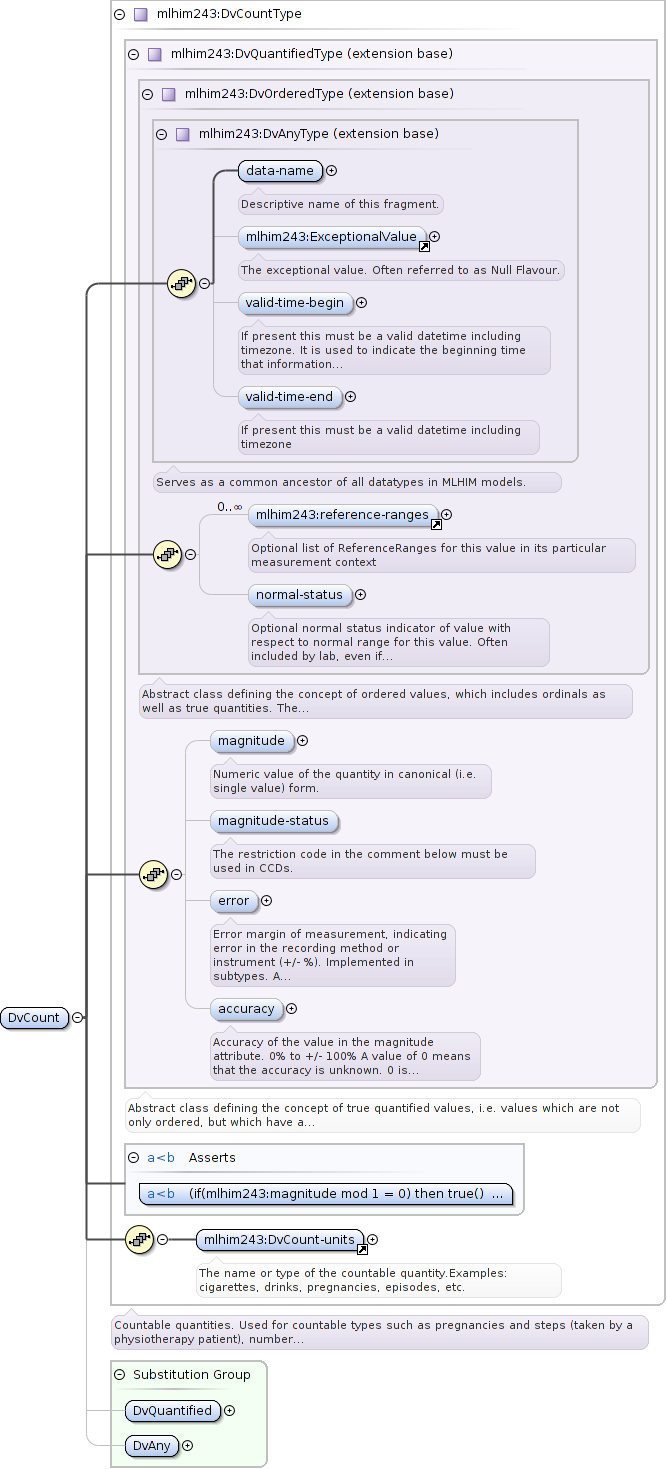 mlhim243:DvCountType
mlhim243:DvQuantifiedType (extension base)
mlhim243:DvOrderedType (extension base)
mlhim243:DvAnyType (extension base)
data-name
Descriptive name of this fragment.
mlhim243:ExceptionalValue
The exceptional value. Often referred to as Null Flavour.
valid-time-begin
If present this must be a valid datetime including
timezone. It is used to indicate the beginning time
that information...
valid-time-end
If present this must be a valid datetime including
timezone
Serves as a common ancestor of all datatypes in MLHIM models.
0..∞
mlhim243:reference-ranges
Optional list of ReferenceRanges for this value in its particular
measurement context
normal-status
Optional normal status indicator of value with
respect to normal range for this value. Often
included by lab, even if...
Abstract class defining the concept of ordered values, which includes ordinals as
well as true quantities. The...
magnitude
Numeric value of the quantity in canonical (i.e.
single value) form.
magnitude-status
The restriction code in the comment below must be
used in CCDs.
error
Error margin of measurement, indicating
error in the recording method or
instrument (+/- %). Implemented in
subtypes. A...
accuracy
Accuracy of the value in the magnitude
attribute. 0% to +/- 100% A value of 0 means
that the accuracy is unknown. 0 is...
DvCount
Abstract class defining the concept of true quantified values, i.e. values which are not
only ordered, but which have a...
a<b Asserts
a<b (if(mlhim243:magnitude mod 1 = 0) then true() ...
mlhim243:DvCount-units
The name or type of the countable quantity.Examples:
cigarettes, drinks, pregnancies, episodes, etc.
Countable quantities. Used for countable types such as pregnancies and steps (taken by a
physiotherapy patient), number...
Substitution Group
DvQuantified
DvAny